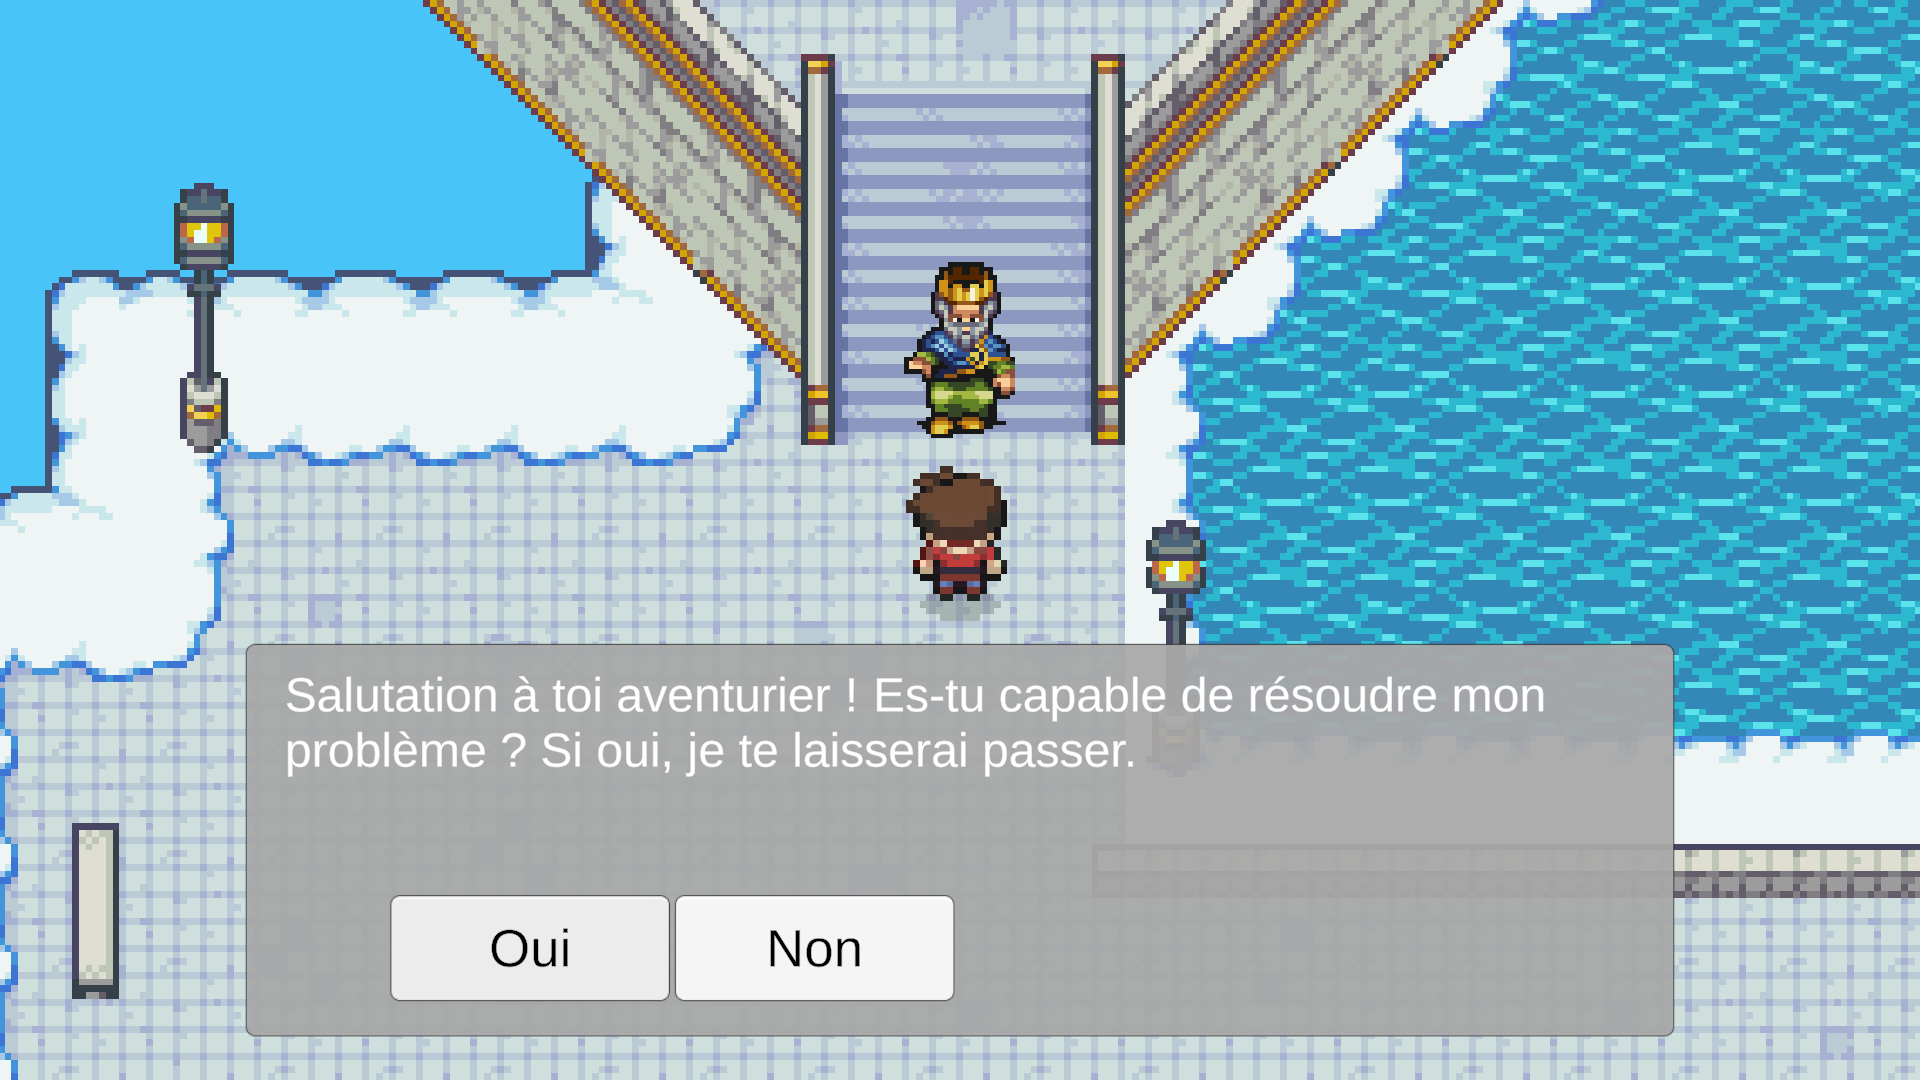 Salutation à toi aventurier ! Es-tu capable de résoudre mon
problème ? Si oui, je te laisserai passer.
Oui
Non